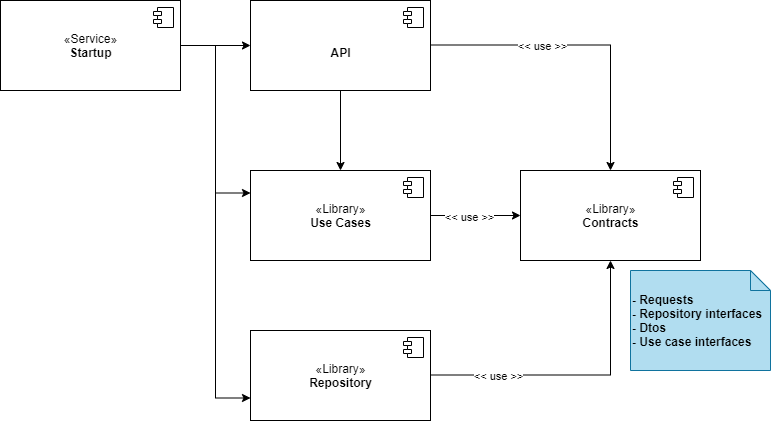 «Service»
Startup
API
<< use >>
«Library»
Use Cases
<< use >>
«Library»
Contracts
- Requests
- Repository interfaces
- Dtos
- Use case interfaces
«Library»
Repository
<< use >>